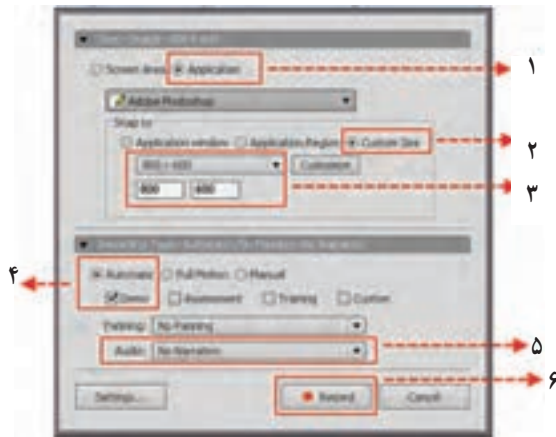 Screen Area Application ۱
Adobe Photoshop
Snap to
Application window Application Region Custom Size ۲
800 × 600 Customize
800 600 ۳
Automatic Full Motion Manual
۴
Demo Assessment Training Custom
Panning: No Panning
Audio: No Narration ۵
Settings... Record Cancel ۶